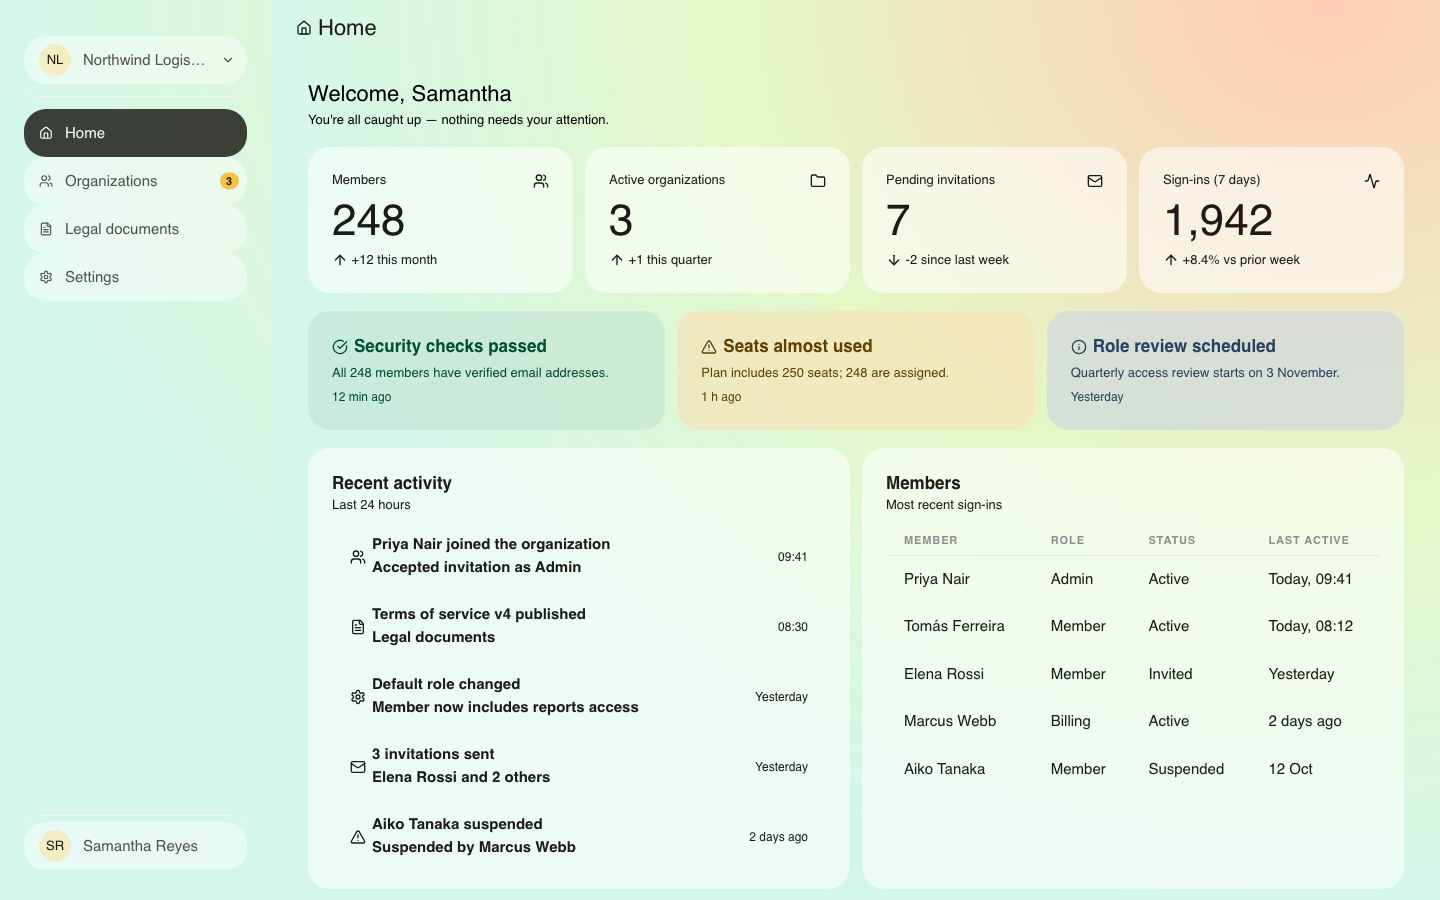 NL
Northwind Logis...
Home
Organizations
3
Legal documents
Settings
SR
Samantha Reyes
Home
Welcome, Samantha
You're all caught up — nothing needs your attention.
Members
248
+12 this month
Active organizations
3
+1 this quarter
Pending invitations
7
-2 since last week
Sign-ins (7 days)
1,942
+8.4% vs prior week
Security checks passed
All 248 members have verified email addresses.
12 min ago
Seats almost used
Plan includes 250 seats; 248 are assigned.
1 h ago
Role review scheduled
Quarterly access review starts on 3 November.
Yesterday
Recent activity
Last 24 hours
Priya Nair joined the organization
Accepted invitation as Admin
09:41
Terms of service v4 published
Legal documents
08:30
Default role changed
Member now includes reports access
Yesterday
3 invitations sent
Elena Rossi and 2 others
Yesterday
Aiko Tanaka suspended
Suspended by Marcus Webb
2 days ago
Members
Most recent sign-ins
MEMBER ROLE STATUS LAST ACTIVE
Priya Nair Admin Active Today, 09:41
Tomás Ferreira Member Active Today, 08:12
Elena Rossi Member Invited Yesterday
Marcus Webb Billing Active 2 days ago
Aiko Tanaka Member Suspended 12 Oct